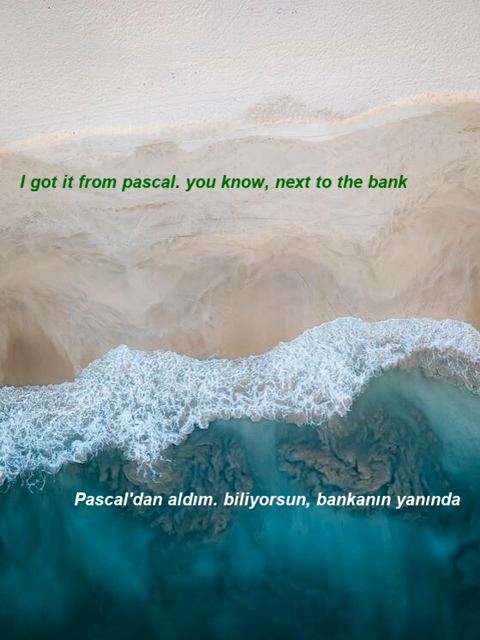 I got it from pascal. you know, next to the bank
Pascal'dan aldım. biliyorsun, bankanın yanında